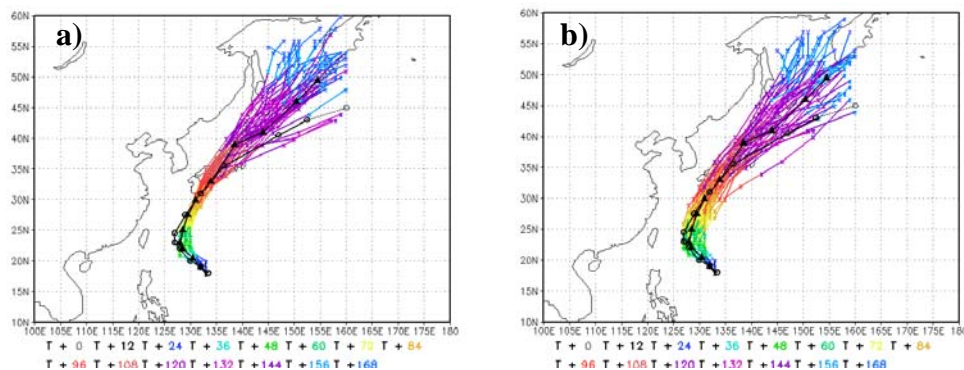 a)
60N
55N
50N
45N
40N
35N
30N
25N
20N
15N
10N
100E 105E 110E 115E 120E 125E 130E 135E 140E 145E 150E 155E 160E 165E 170E 175E 180
T + 0 T + 12 T + 24 T + 36 T + 48 T + 60 T + 72 T + 84
T + 96 T + 108 T + 120 T + 132 T + 144 T + 156 T + 168
b)
60N
55N
50N
45N
40N
35N
30N
25N
20N
15N
10N
100E 105E 110E 115E 120E 125E 130E 135E 140E 145E 150E 155E 160E 165E 170E 175E 180
T + 0 T + 12 T + 24 T + 36 T + 48 T + 60 T + 72 T + 84
T + 96 T + 108 T + 120 T + 132 T + 144 T + 156 T + 168